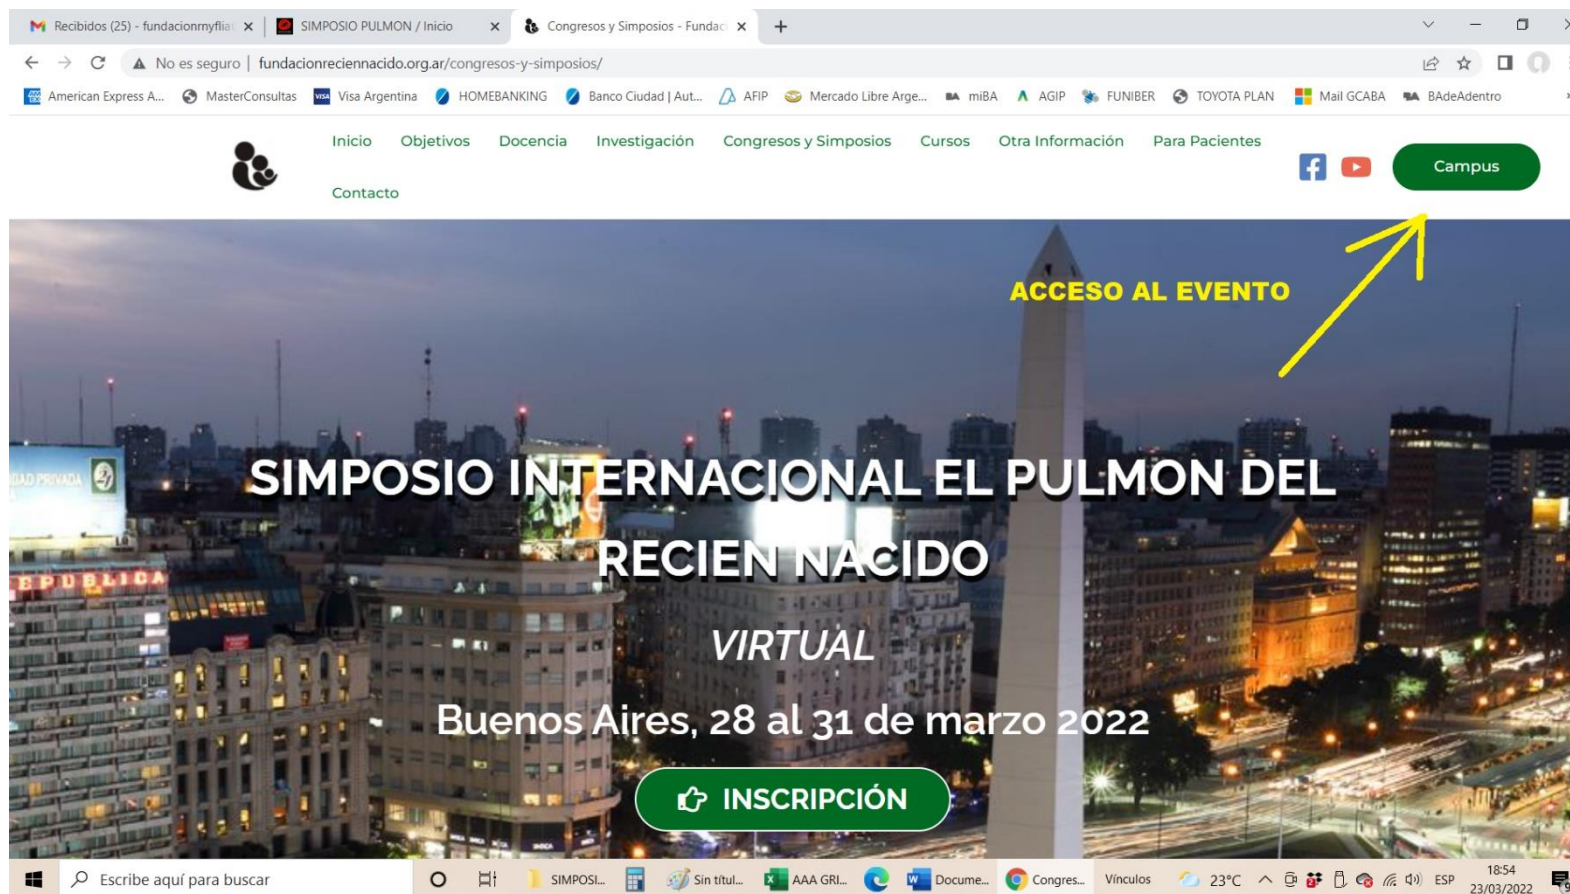 Recibidos (25) - fundacionrnyflia
SIMPOSIO PULMON / Inicio
Congresos y Simposios - Fundac
No es seguro | fundacionreciennacido.org.ar/congresos-y-simposios/
American Express A...
MasterConsultas
VISA
Visa Argentina
HOMEBANKING
Banco Ciudad | Aut...
AFIP
Mercado Libre Arge...
BA
miBA
AGIP
FUNIBER
TOYOTA PLAN
Mail GCABA
BAdeAdentro
Inicio
Objetivos
Docencia
Investigación
Congresos y Simposios
Cursos
Otra Información
Para Pacientes
Contacto
Campus
ACCESO AL EVENTO
SIMPOSIO INTERNACIONAL EL PULMON DEL
RECIEN NACIDO
VIRTUAL
Buenos Aires, 28 al 31 de marzo 2022
INSCRIPCIÓN
Escribe aquí para buscar
SIMPOSI...
Sin títul...
AAA GRI...
Docume...
Congres...
Vínculos
23°C
ESP
18:54
23/03/2022